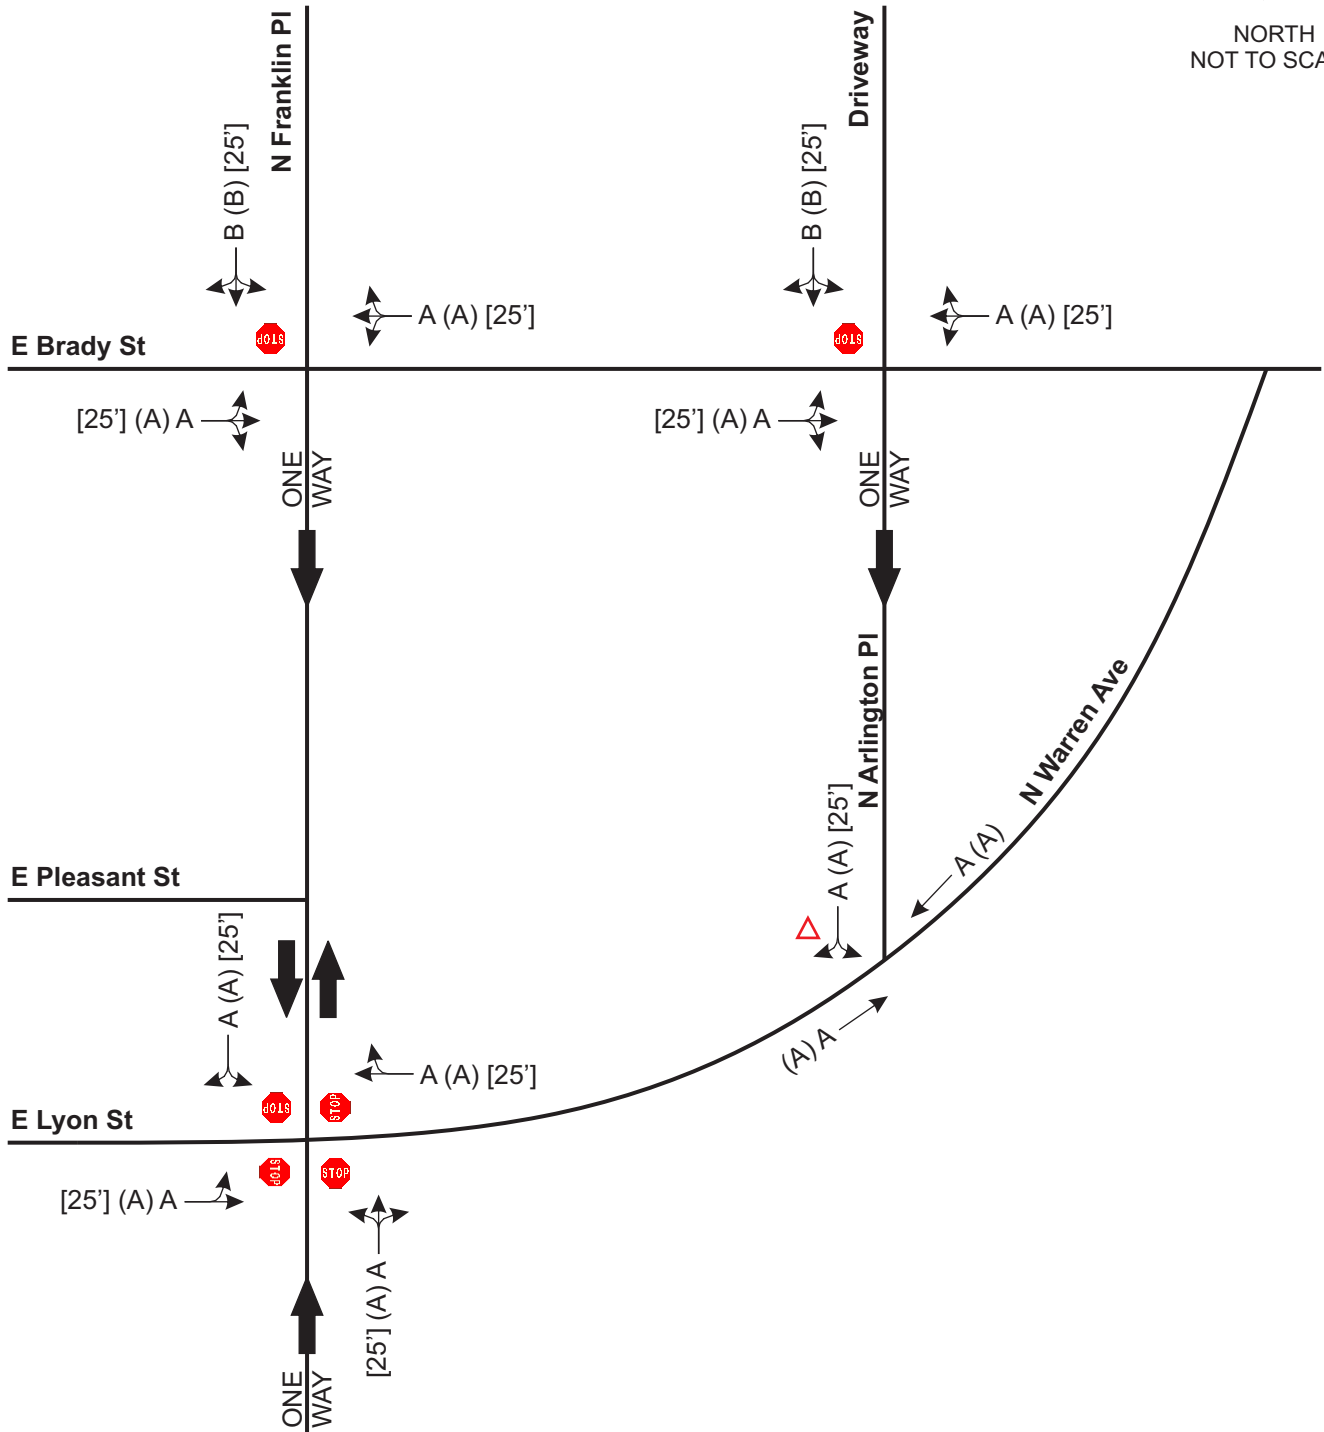 N Franklin Pl
Driveway
NORTH
NOT TO SCA
B (B) [25']
B (B) [25']
A (A) [25']
A (A) [25']
STOP
STOP
E Brady St
[25'] (A) A
[25'] (A) A
ONE
WAY
ONE
WAY
N Arlington Pl
N Warren Ave
A (A) [25']
A (A)
E Pleasant St
A (A) [25']
(A) A
A (A) [25']
STOP
STOP
E Lyon St
STOP
STOP
[25'] (A) A
[25'] (A) A
ONE
WAY